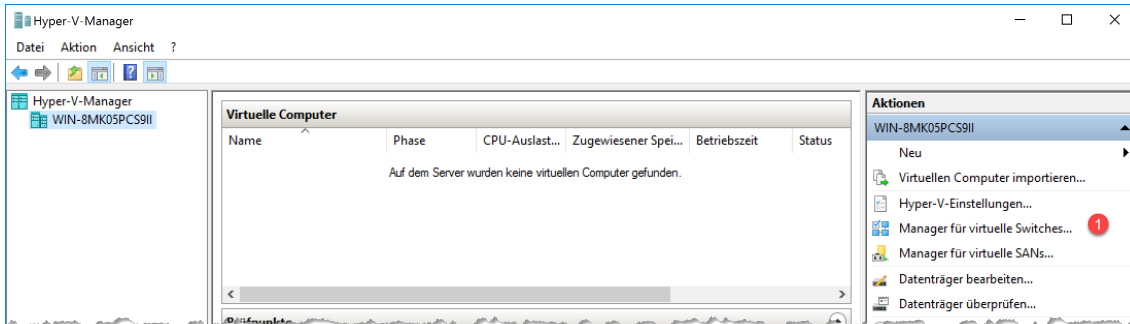 Hyper-V-Manager
Datei Aktion Ansicht ?
Hyper-V-Manager
WIN-8MK05PCS9II
Virtuelle Computer
Name Phase CPU-Auslast... Zugewiesener Spei... Betriebszeit Status
Auf dem Server wurden keine virtuellen Computer gefunden.
Prüfpunkte
Aktionen
WIN-8MK05PCS9II
Neu
Virtuellen Computer importieren...
Hyper-V-Einstellungen...
Manager für virtuelle Switches... 1
Manager für virtuelle SANs...
Datenträger bearbeiten...
Datenträger überprüfen...